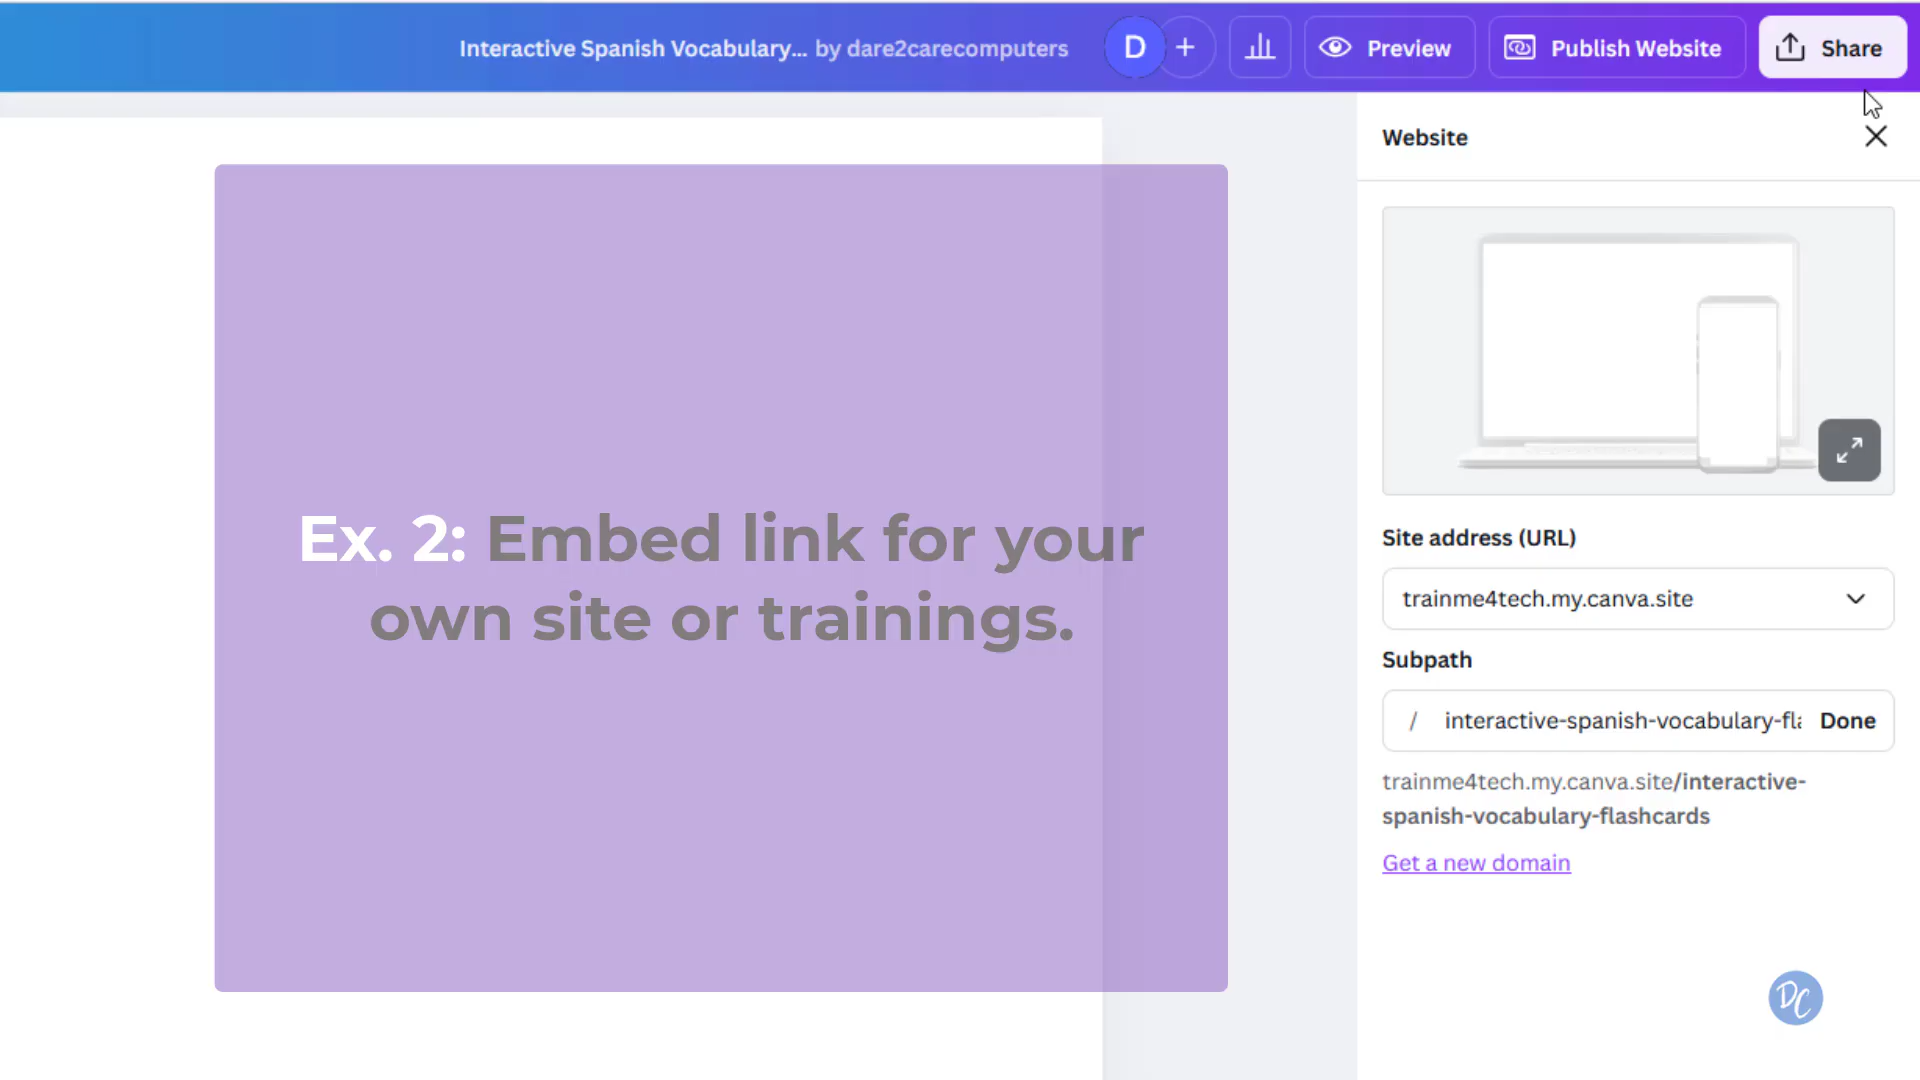 Interactive Spanish Vocabulary... by dare2carecomputers
D
+
Preview
Publish Website
Share
Website
Ex. 2: Embed link for your
own site or trainings.
Site address (URL)
trainme4tech.my.canva.site
Subpath
/ interactive-spanish-vocabulary-fla Done
trainme4tech.my.canva.site/interactive-
spanish-vocabulary-flashcards
Get a new domain
DC